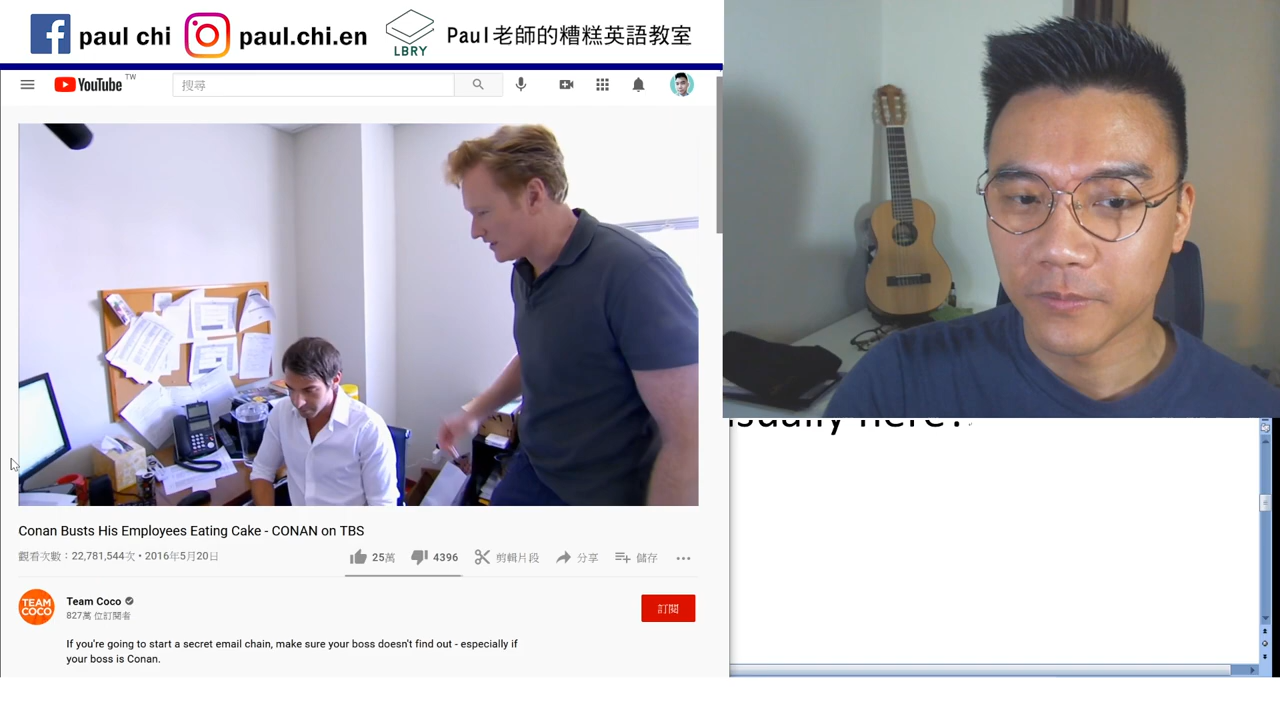 paul chi
paul.chi.en
LBRY
Paul老師的糟糕英語教室
YouTube TW
搜尋
Conan Busts His Employees Eating Cake - CONAN on TBS
觀看次數：22,781,544次 • 2016年5月20日
25萬
4396
剪輯片段
分享
儲存
TEAM COCO
Team Coco
827萬 位訂閱者
訂閱
If you're going to start a secret email chain, make sure your boss doesn't find out - especially if
your boss is Conan.
usually here?